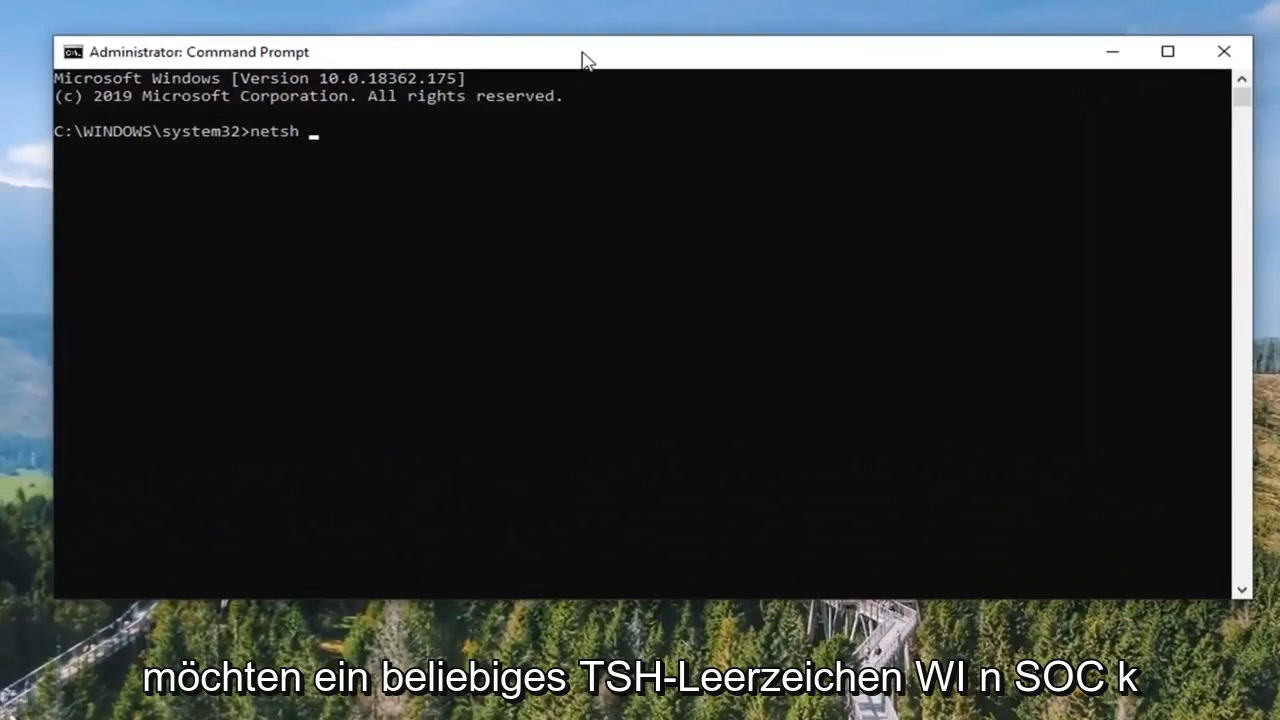 Administrator: Command Prompt
Microsoft Windows [Version 10.0.18362.175]
(c) 2019 Microsoft Corporation. All rights reserved.
C:\WINDOWS\system32>netsh _
möchten ein beliebiges TSH-Leerzeichen WI n SOC k